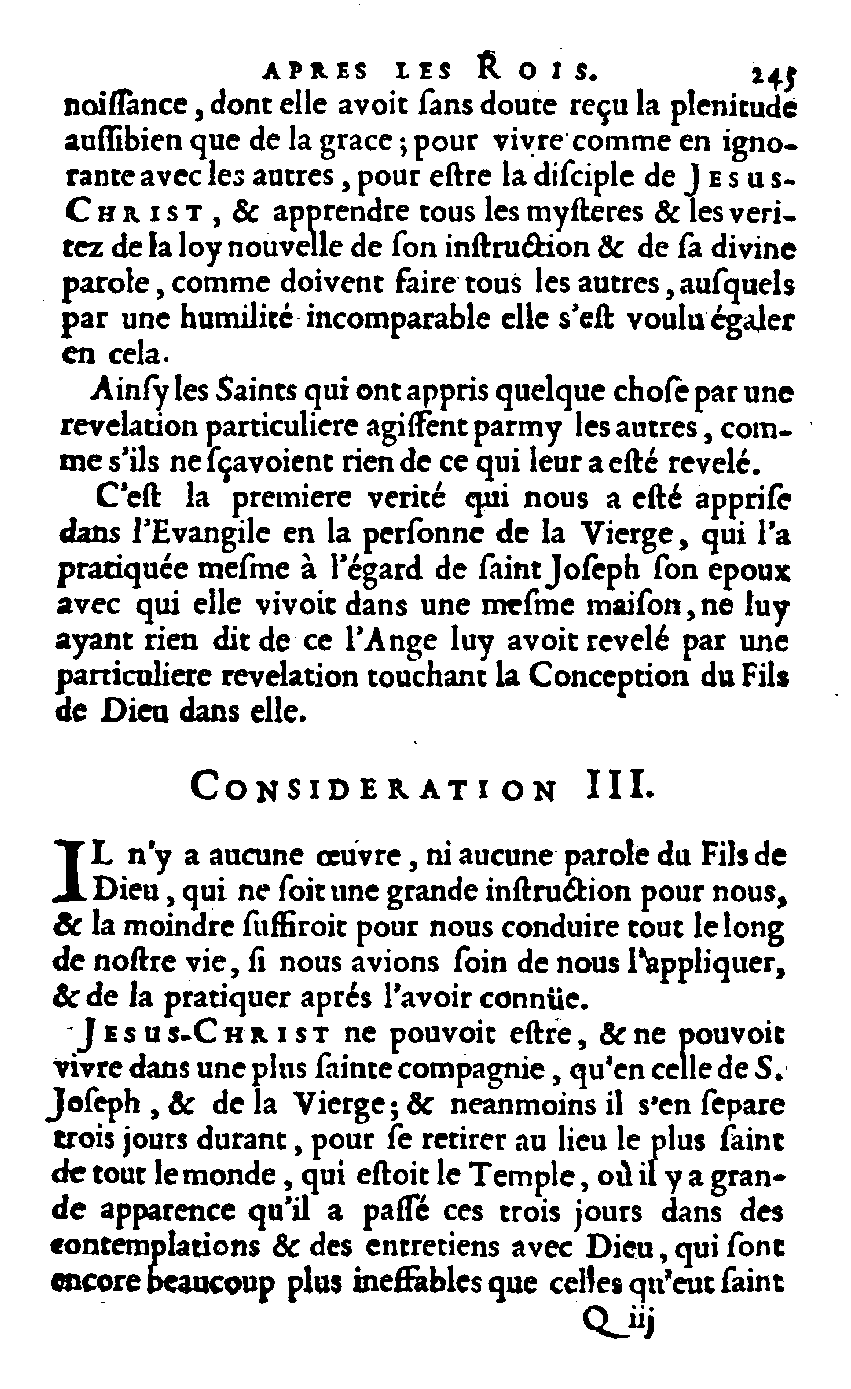 APRES LES ROIS. 245
noiſſance, dont elle avoit ſans doute reçu la plenitude
auſſibien que de la grace; pour vivre comme en igno-
rante avec les autres, pour eſtre la diſciple de JESUS-
CHRIST, & apprendre tous les myſteres & les veri-
tez de la loy nouvelle de ſon inſtruction & de ſa divine
parole, comme doivent faire tous les autres, auſquels
par une humilité incomparable elle s'eſt voulu égaler
en cela.
Ainſy les Saints qui ont appris quelque choſe par une
revelation particuliere agiſſent parmy les autres, com-
me s'ils ne ſçavoient rien de ce qui leur a eſté revelé.
C'eſt la premiere verité qui nous a eſté appriſe
dans l'Evangile en la perſonne de la Vierge, qui l'a
pratiquée meſme à l'égard de ſaint Joſeph ſon epoux
avec qui elle vivoit dans une meſme maiſon, ne luy
ayant rien dit de ce l'Ange luy avoit revelé par une
particuliere revelation touchant la Conception du Fils
de Dieu dans elle.
CONSIDERATION III.
IL n'y a aucune œuvre, ni aucune parole du Fils de
Dieu, qui ne ſoit une grande inſtruction pour nous,
& la moindre ſuffiroit pour nous conduire tout le long
de noſtre vie, ſi nous avions ſoin de nous l'appliquer,
& de la pratiquer aprés l'avoir connüe.
JESUS-CHRIST ne pouvoit eſtre, & ne pouvoit
vivre dans une plus ſainte compagnie, qu'en celle de S.
Joſeph, & de la Vierge; & neanmoins il s'en ſepare
trois jours durant, pour ſe retirer au lieu le plus ſaint
de tout le monde, qui eſtoit le Temple, où il y a gran-
de apparence qu'il a paſſé ces trois jours dans des
contemplations & des entretiens avec Dieu, qui ſont
encore beaucoup plus ineffables que celles qu'eut ſaint
Q iij